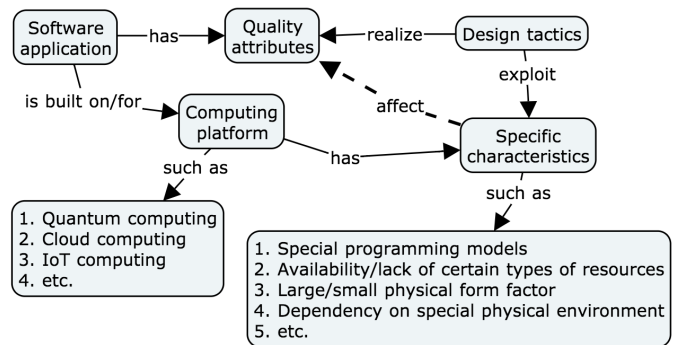 Software
application
has
Quality
attributes
realize
Design tactics
exploit
is built on/for
affect
Computing
platform
has
Specific
characteristics
such as
such as
1. Quantum computing
2. Cloud computing
3. IoT computing
4. etc.
1. Special programming models
2. Availability/lack of certain types of resources
3. Large/small physical form factor
4. Dependency on special physical environment
5. etc.